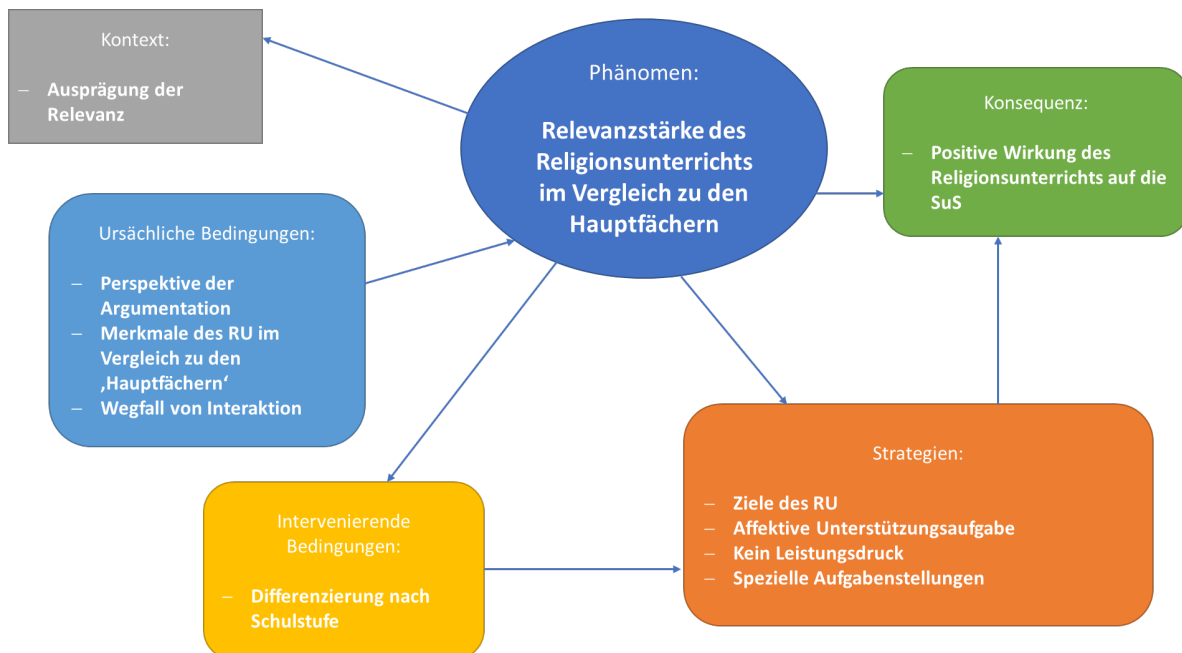 Kontext:
– Ausprägung der
Relevanz
Phänomen:
Relevanzstärke des
Religionsunterrichts
im Vergleich zu den
Hauptfächern
Konsequenz:
– Positive Wirkung des
Religionsunterrichts auf die
SuS
Ursächliche Bedingungen:
– Perspektive der
Argumentation
– Merkmale des RU im
Vergleich zu den
‚Hauptfächern‘
– Wegfall von Interaktion
Intervenierende
Bedingungen:
– Differenzierung nach
Schulstufe
Strategien:
– Ziele des RU
– Affektive Unterstützungsaufgabe
– Kein Leistungsdruck
– Spezielle Aufgabenstellungen